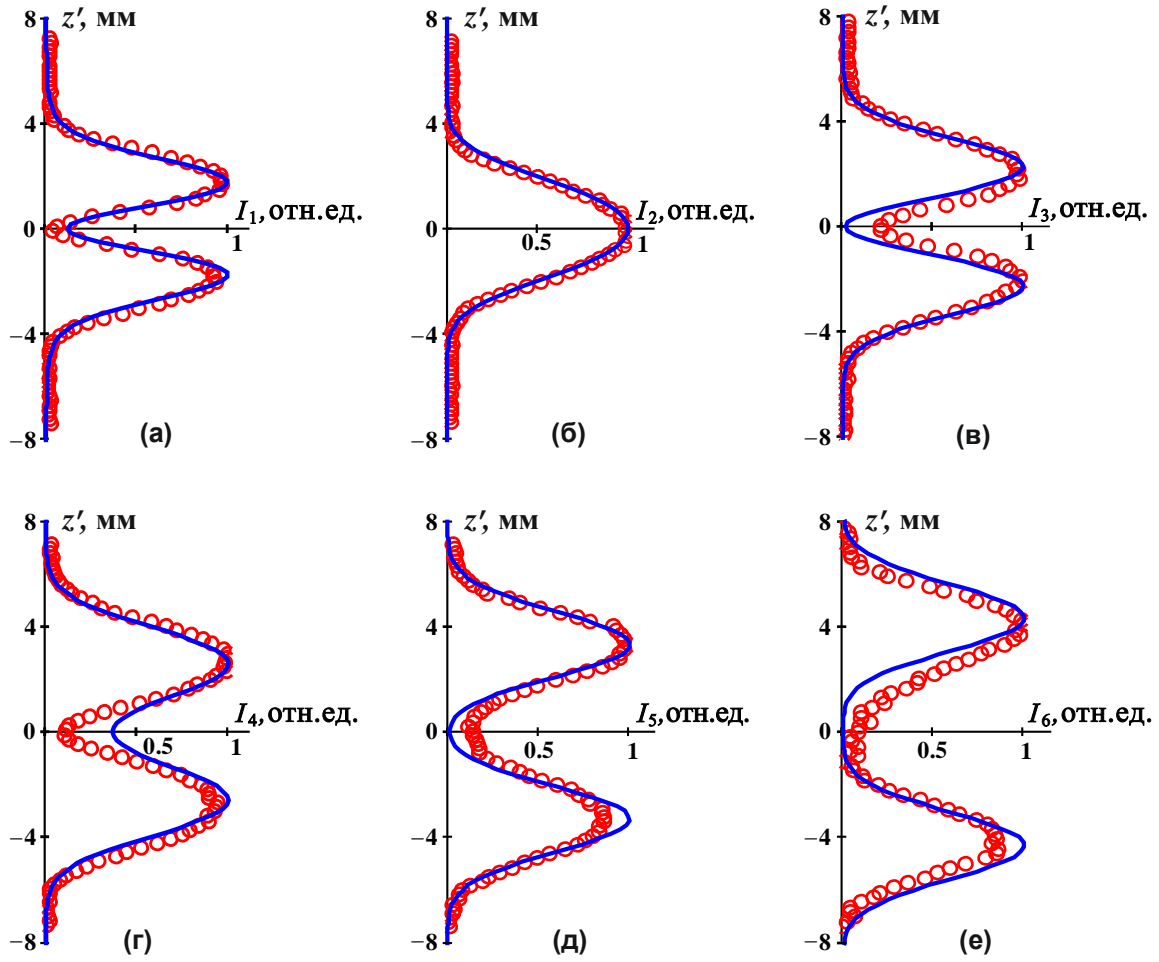 8 z′, мм
4
I₁, отн.ед.
0
1
−4
−8
(а)
8 z′, мм
4
I₂, отн.ед.
0
0.5
1
−4
−8
(б)
8 z′, мм
4
I₃, отн.ед.
0
1
−4
−8
(в)
8 z′, мм
4
I₄, отн.ед.
0
0.5
1
−4
−8
(г)
8 z′, мм
4
I₅, отн.ед.
0
0.5
1
−4
−8
(д)
8 z′, мм
4
I₆, отн.ед.
0
0.5
1
−4
−8
(е)